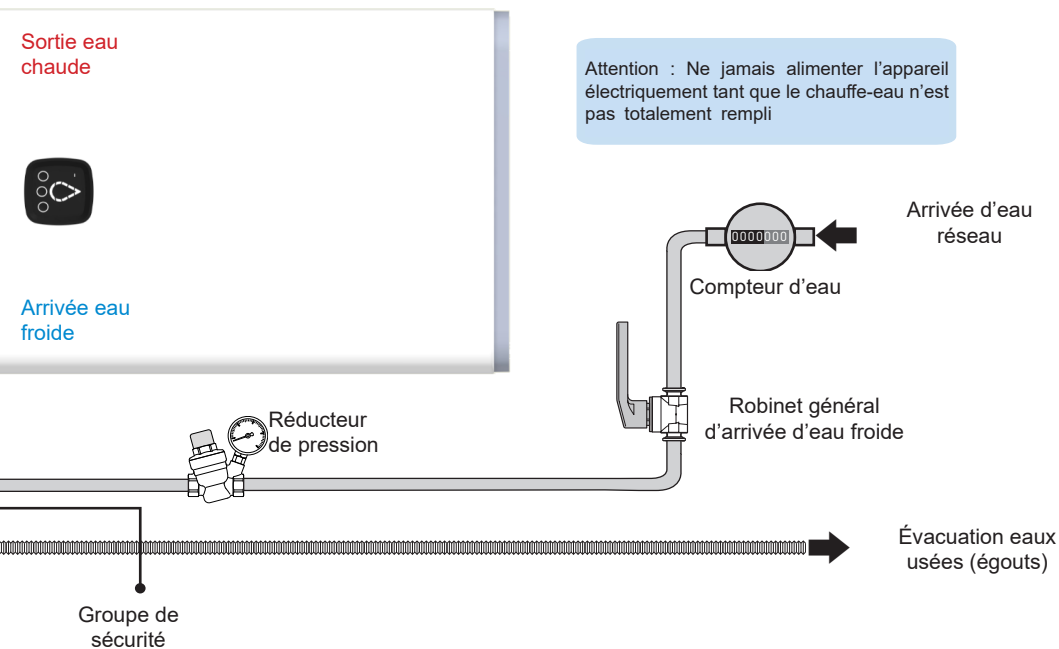 Sortie eau
chaude
Attention : Ne jamais alimenter l’appareil
électriquement tant que le chauffe-eau n’est
pas totalement rempli
Arrivée d’eau
réseau
0000000
Compteur d’eau
Arrivée eau
froide
Robinet général
d’arrivée d’eau froide
Réducteur
de pression
Évacuation eaux
usées (égouts)
Groupe de
sécurité